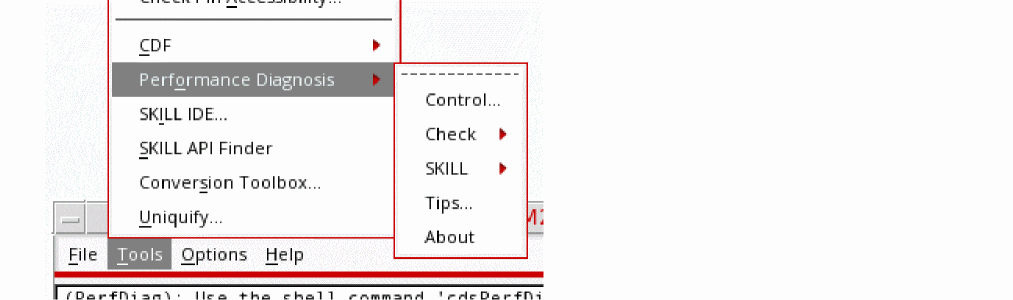 Check Pin Accessibility...
CDF
Performance Diagnosis
SKILL IDE...
SKILL API Finder
Conversion Toolbox...
Uniquify...
Control...
Check
SKILL
Tips...
About
File Tools Options Help
(PerfDiag): Use the shell command 'cdsPerfDi